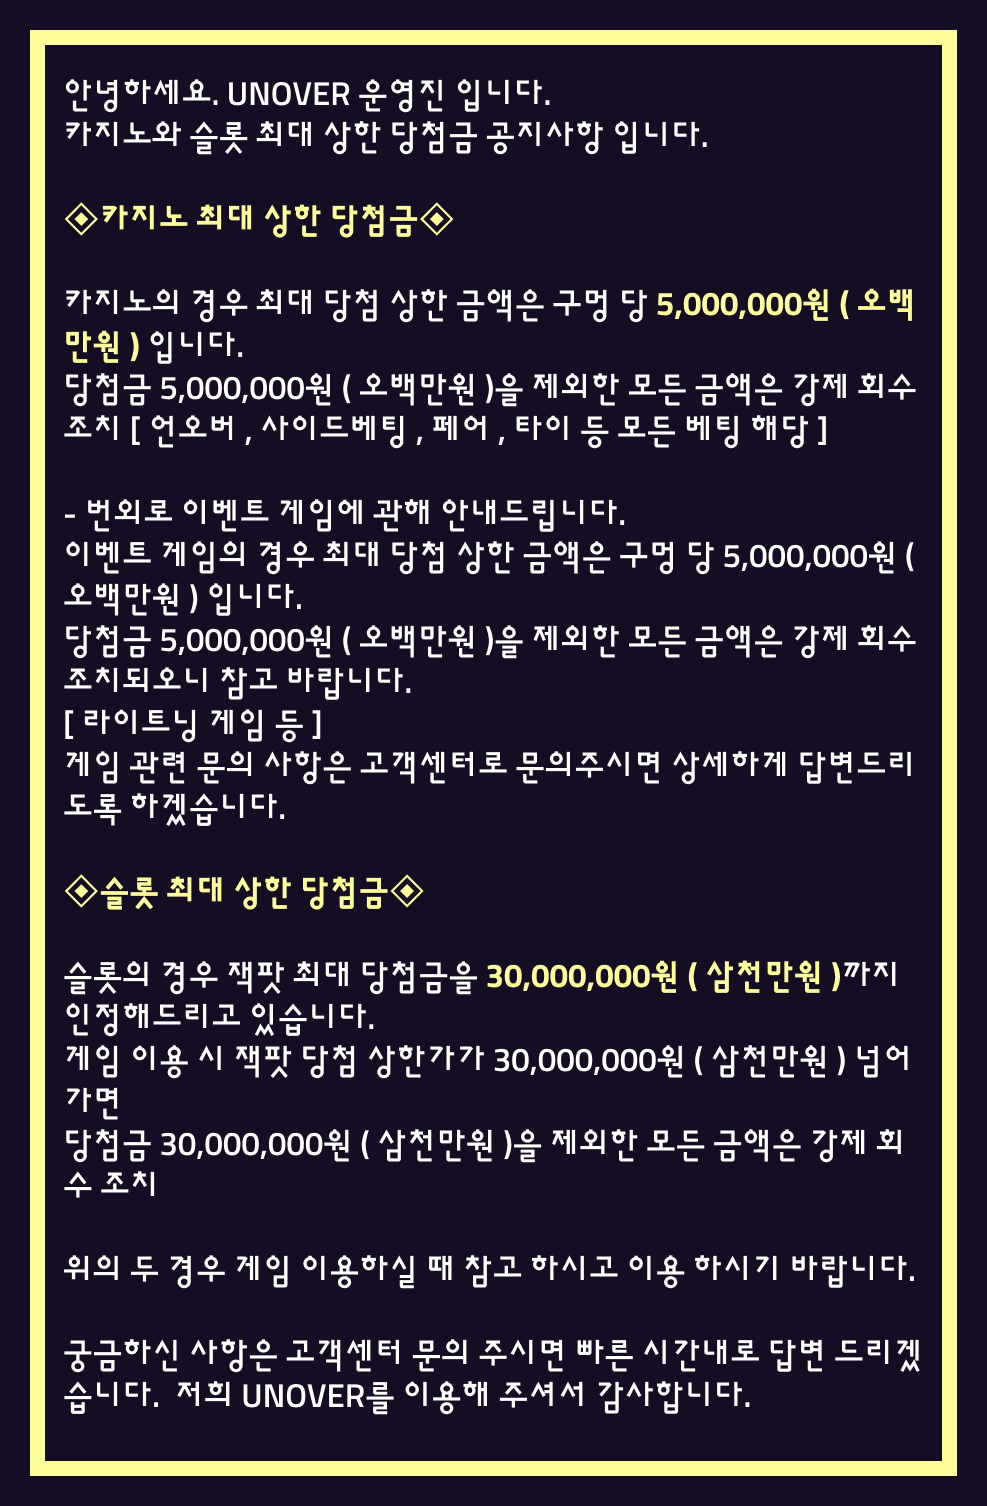 안녕하세요. UNOVER 운영진 입니다.
카지노와 슬롯 최대 상한 당첨금 공지사항 입니다.
◈카지노 최대 상한 당첨금◈
카지노의 경우 최대 당첨 상한 금액은 구멍 당 5,000,000원 ( 오백
만원 ) 입니다.
당첨금 5,000,000원 ( 오백만원 )을 제외한 모든 금액은 강제 회수
조치 [ 언오버 , 사이드베팅 , 페어 , 타이 등 모든 베팅 해당 ]
- 번외로 이벤트 게임에 관해 안내드립니다.
이벤트 게임의 경우 최대 당첨 상한 금액은 구멍 당 5,000,000원 (
오백만원 ) 입니다.
당첨금 5,000,000원 ( 오백만원 )을 제외한 모든 금액은 강제 회수
조치되오니 참고 바랍니다.
[ 라이트닝 게임 등 ]
게임 관련 문의 사항은 고객센터로 문의주시면 상세하게 답변드리
도록 하겠습니다.
◈슬롯 최대 상한 당첨금◈
슬롯의 경우 잭팟 최대 당첨금을 30,000,000원 ( 삼천만원 )까지
인정해드리고 있습니다.
게임 이용 시 잭팟 당첨 상한가가 30,000,000원 ( 삼천만원 ) 넘어
가면
당첨금 30,000,000원 ( 삼천만원 )을 제외한 모든 금액은 강제 회
수 조치
위의 두 경우 게임 이용하실 때 참고 하시고 이용 하시기 바랍니다.
궁금하신 사항은 고객센터 문의 주시면 빠른 시간내로 답변 드리겠
습니다.  저희 UNOVER를 이용해 주셔서 감사합니다.